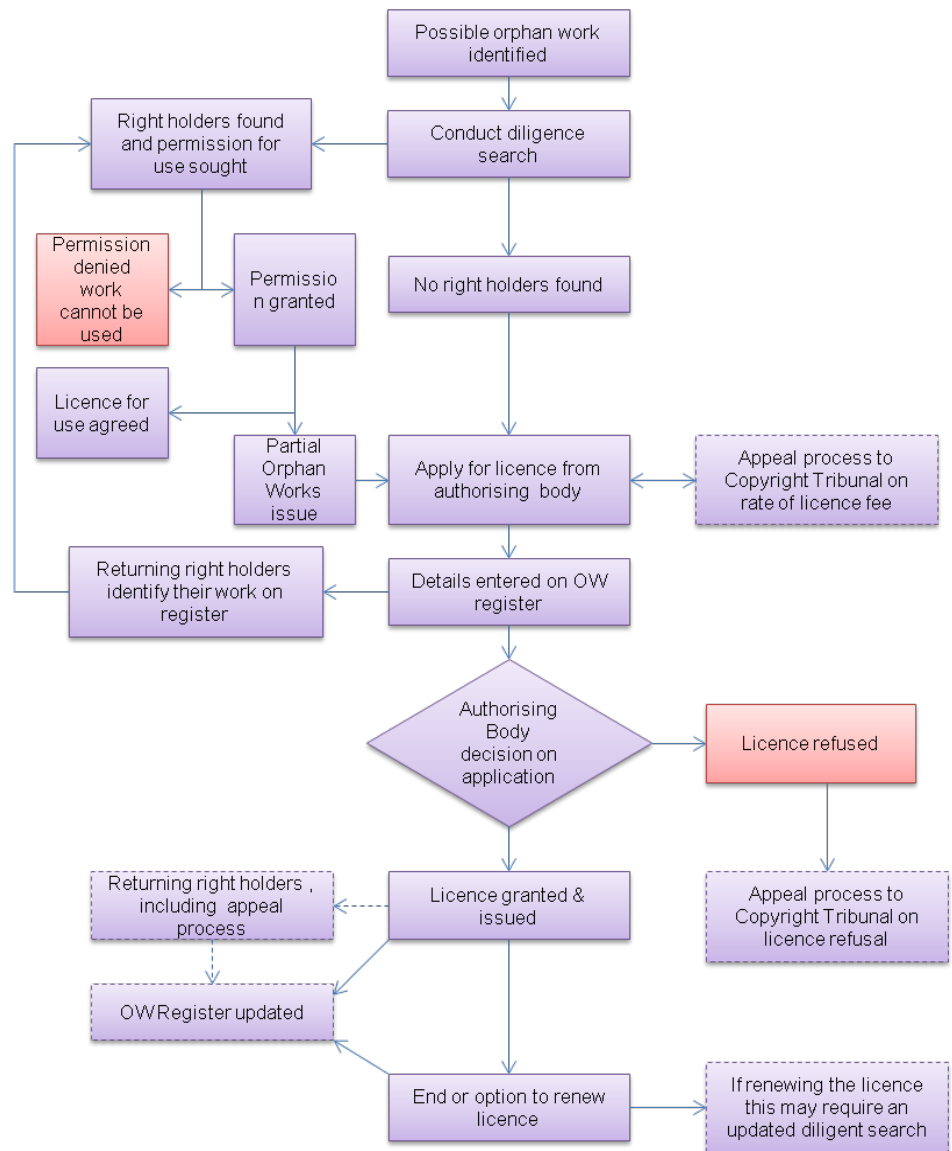 Possible orphan work
identified
Right holders found
and permission for
use sought
Conduct diligence
search
Permission
denied
work
cannot be
used
Permissio
n granted
No right holders found
Licence for
use agreed
Partial
Orphan
Works
issue
Apply for licence from
authorising body
Appeal process to
Copyright Tribunal on
rate of licence fee
Returning right holders
identify their work on
register
Details entered on OW
register
Authorising
Body
decision on
application
Licence refused
Returning right holders ,
including appeal
process
Licence granted &
issued
Appeal process to
Copyright Tribunal on
licence refusal
OW Register updated
End or option to renew
licence
If renewing the licence
this may require an
updated diligent search